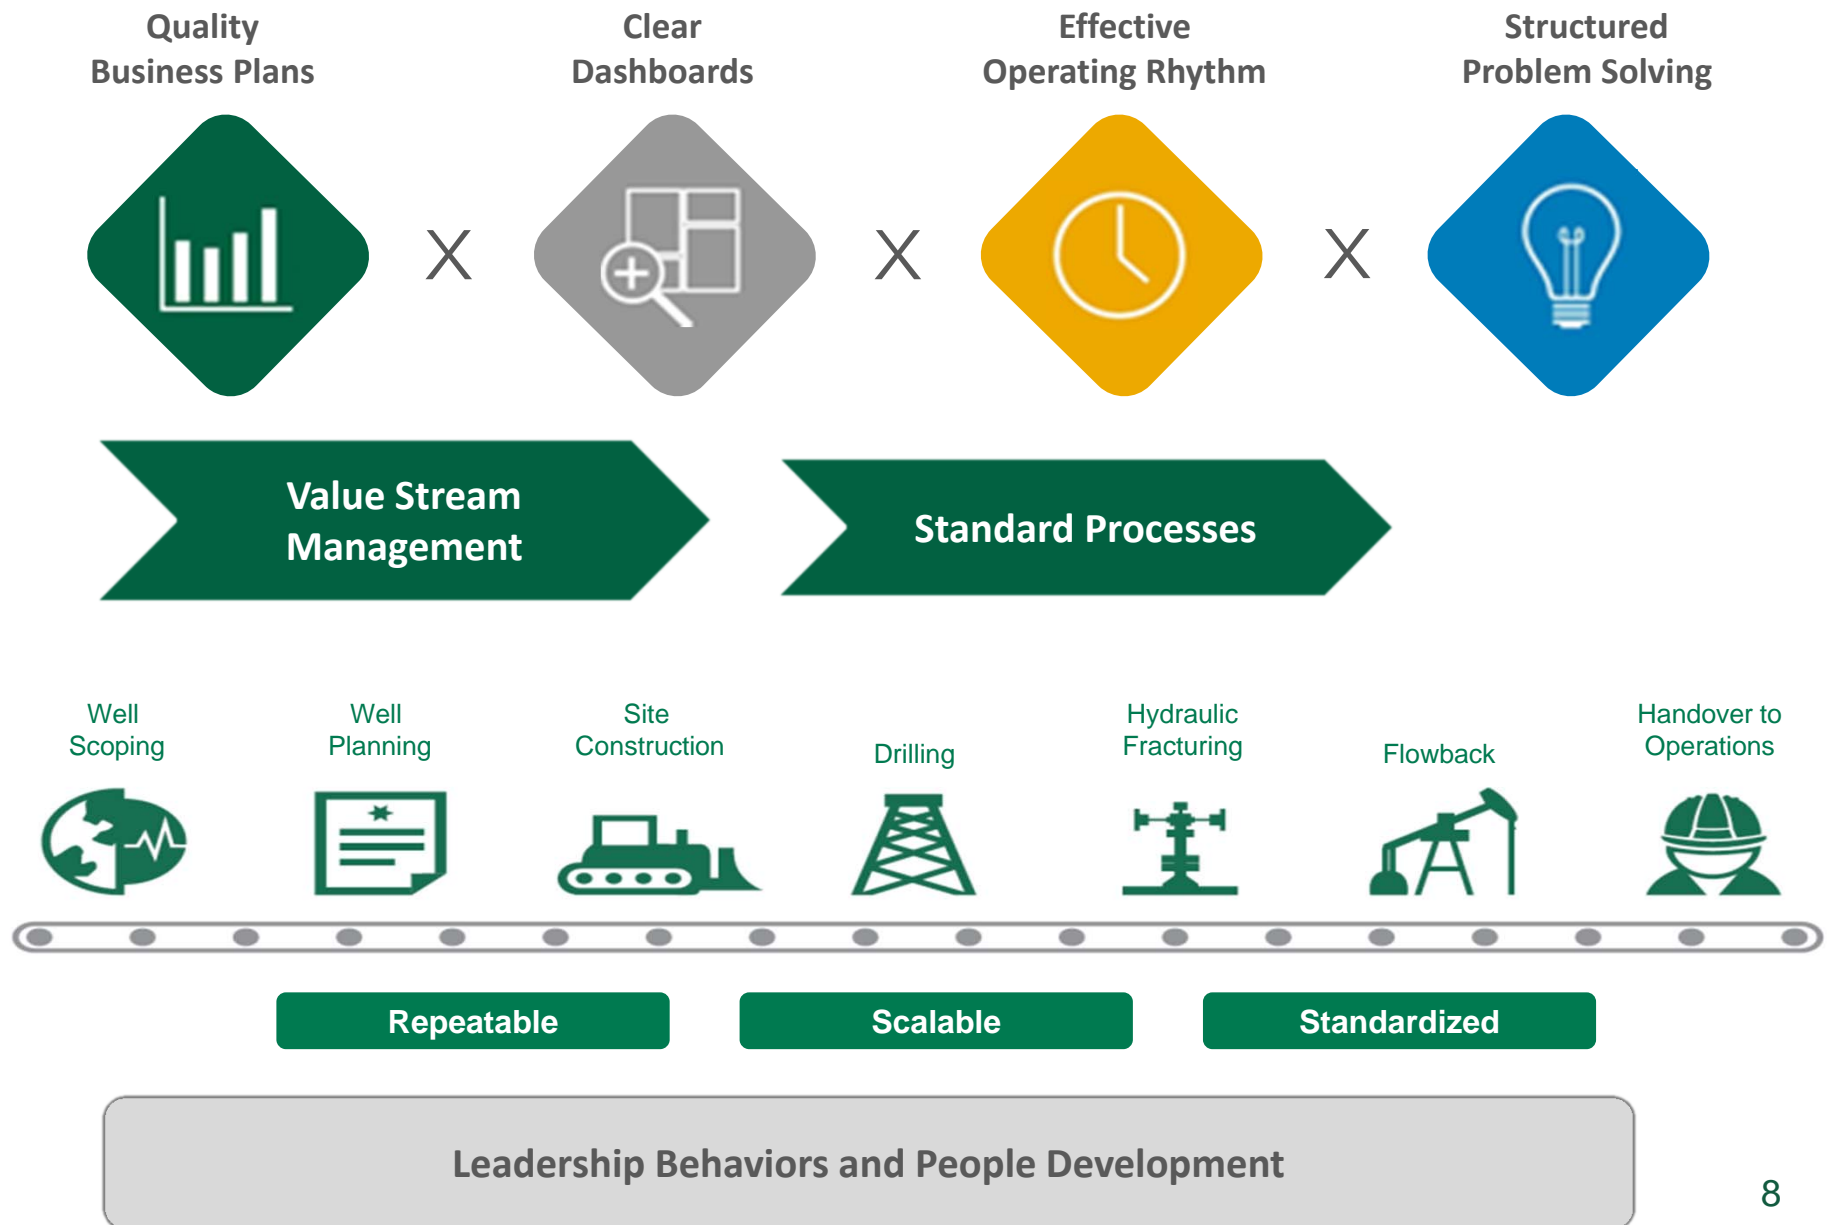 Quality
Business Plans
Clear
Dashboards
Effective
Operating Rhythm
Structured
Problem Solving
X
X
X
Value Stream
Management
Standard Processes
Well
Scoping
Well
Planning
Site
Construction
Drilling
Hydraulic
Fracturing
Flowback
Handover to
Operations
Repeatable
Scalable
Standardized
Leadership Behaviors and People Development
8